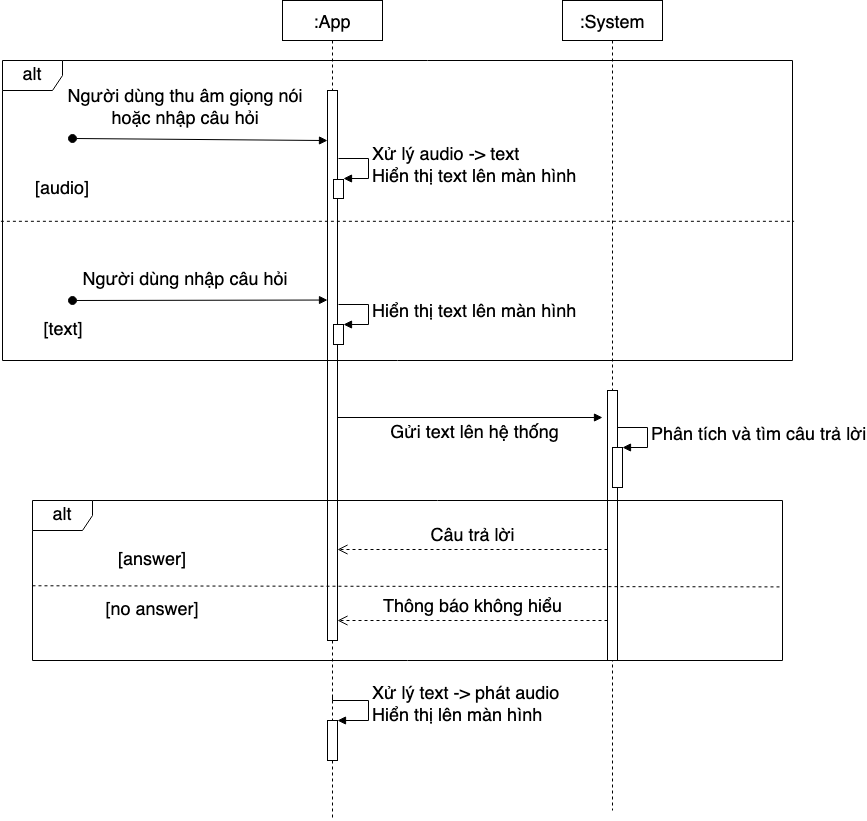 :App
:System
alt
Người dùng thu âm giọng nói
hoặc nhập câu hỏi
Xử lý audio -> text
Hiển thị text lên màn hình
[audio]
Người dùng nhập câu hỏi
Hiển thị text lên màn hình
[text]
Gửi text lên hệ thống
Phân tích và tìm câu trả lời
alt
Câu trả lời
[answer]
[no answer]
Thông báo không hiểu
Xử lý text -> phát audio
Hiển thị lên màn hình